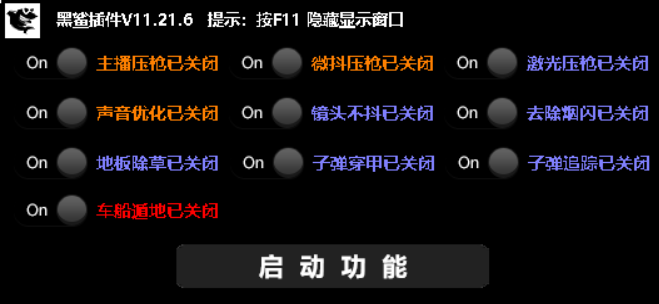 黑鲨插件V11.21.6 提示：按F11 隐藏显示窗口
On 主播压枪已关闭 On 微抖压枪已关闭 On 激光压枪已关闭
On 声音优化已关闭 On 镜头不抖已关闭 On 去除烟闪已关闭
On 地板除草已关闭 On 子弹穿甲已关闭 On 子弹追踪已关闭
On 车船遁地已关闭
启动功能